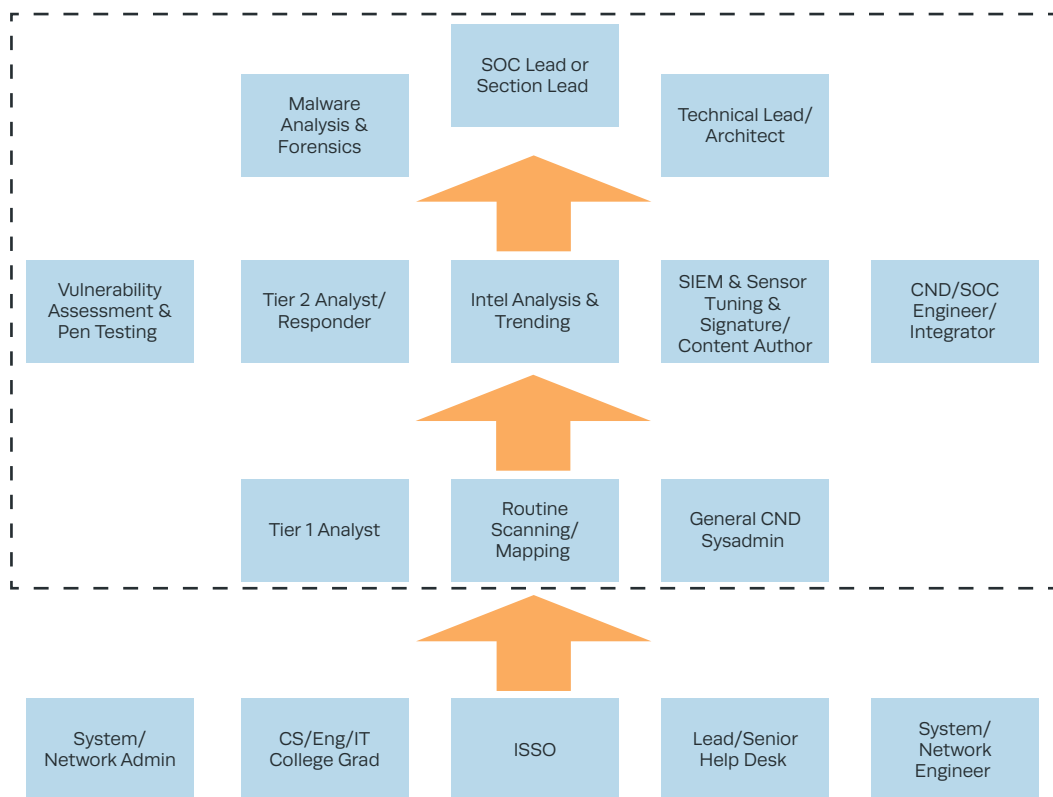 SOC Lead or
Section Lead
Malware
Analysis &
Forensics
Technical Lead/
Architect
Vulnerability
Assessment &
Pen Testing
Tier 2 Analyst/
Responder
Intel Analysis &
Trending
SIEM & Sensor
Tuning &
Signature/
Content Author
CND/SOC
Engineer/
Integrator
Tier 1 Analyst
Routine
Scanning/
Mapping
General CND
Sysadmin
System/
Network Admin
CS/Eng/IT
College Grad
ISSO
Lead/Senior
Help Desk
System/
Network
Engineer